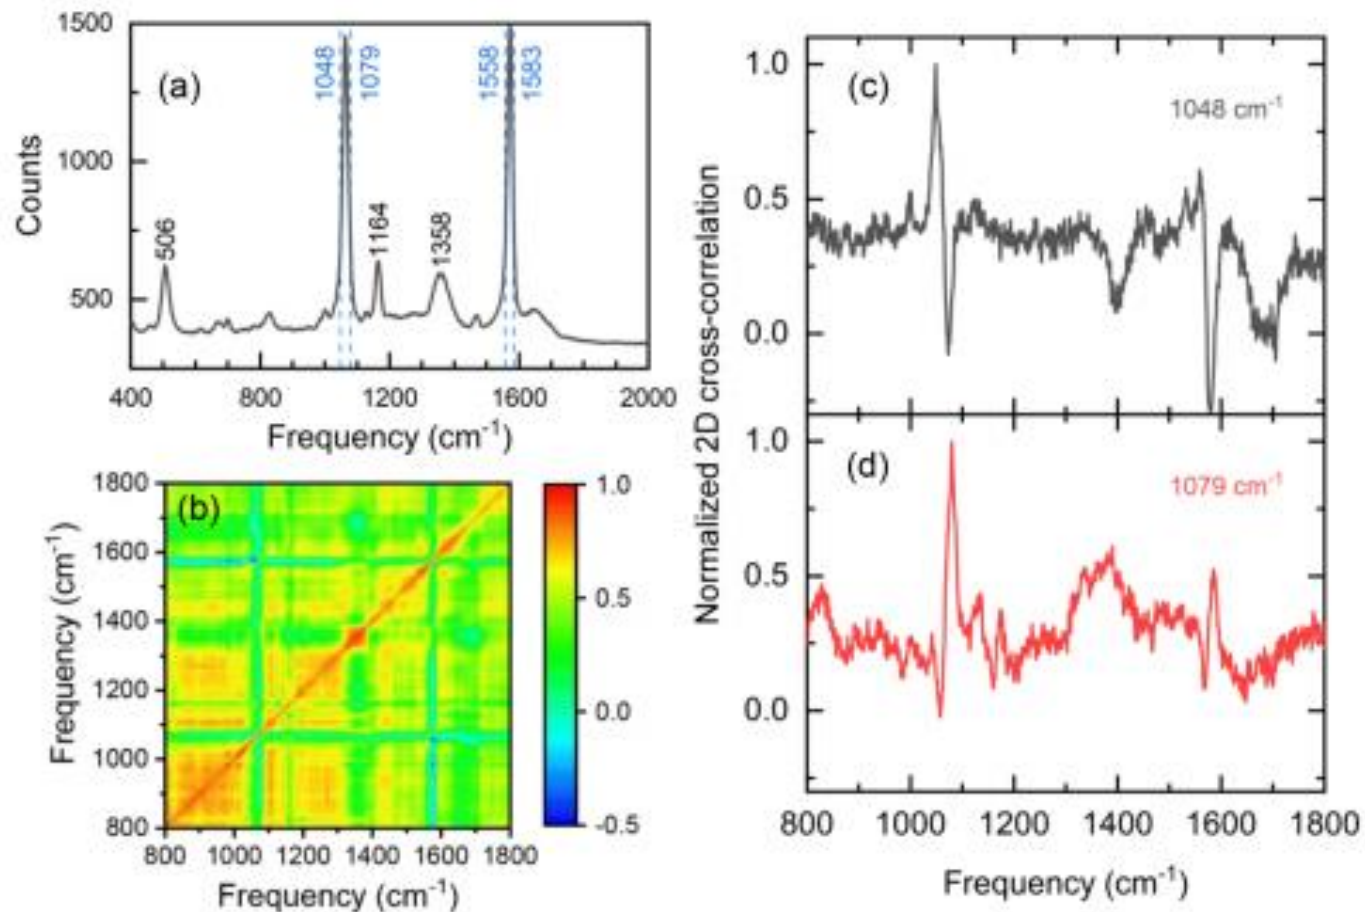 (a)
1500
1000
500
Counts
506
1048
1079
1164
1358
1558
1583
400 800 1200 1600 2000
Frequency (cm⁻¹)
(b)
1800
1600
1400
1200
1000
800
Frequency (cm⁻¹)
800 1000 1200 1400 1600 1800
Frequency (cm⁻¹)
1.0
0.5
0.0
-0.5
Normalized 2D cross-correlation
(c)
1048 cm⁻¹
1.0
0.5
0.0
(d)
1079 cm⁻¹
1.0
0.5
0.0
800 1000 1200 1400 1600 1800
Frequency (cm⁻¹)